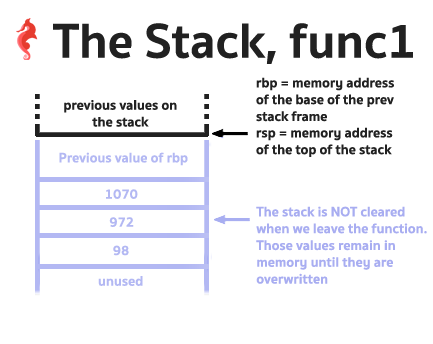 The Stack, func1
rbp = memory address
of the base of the prev
stack frame
rsp = memory address
of the top of the stack
previous values on
the stack
Previous value of rbp
1070
972
98
unused
The stack is NOT cleared
when we leave the function.
Those values remain in
memory until they are
overwritten